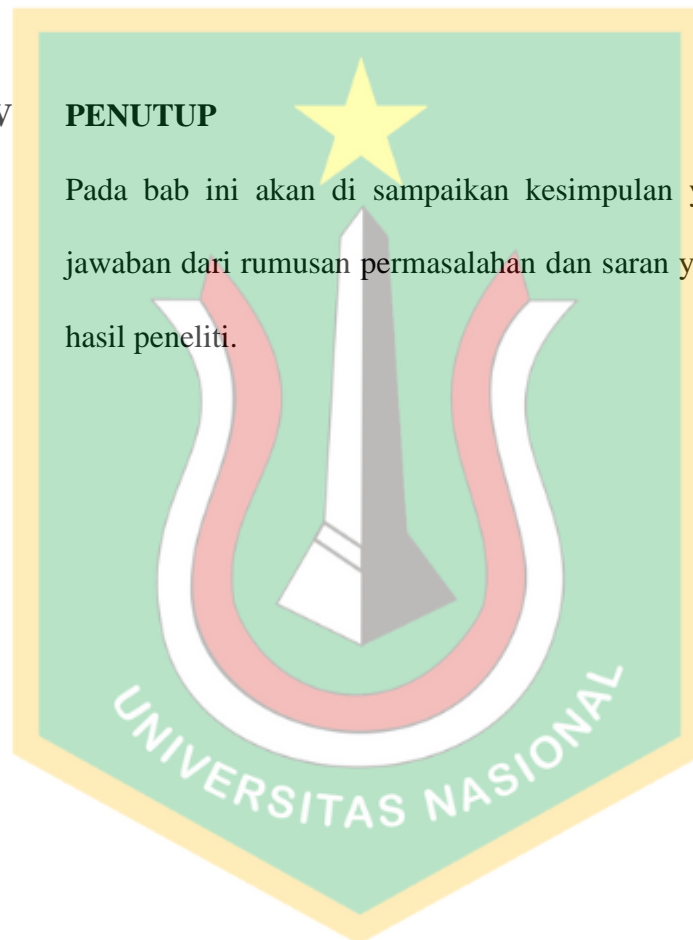 V PENUTUP
Pada bab ini akan di sampaikan kesimpulan
jawaban dari rumusan permasalahan dan saran
hasil peneliti.
UNIVERSITAS NASIONAL